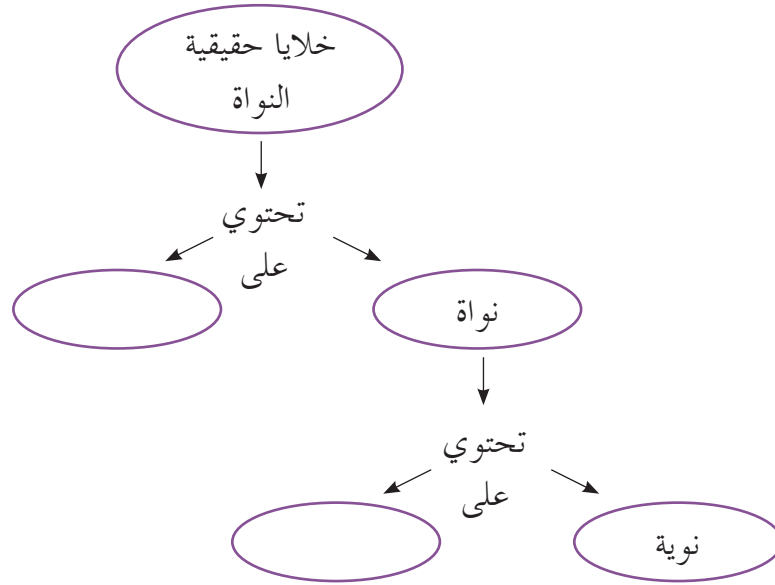 خلايا حقيقية
النواة
تحتوي
على
نواة
تحتوي
على
نوية